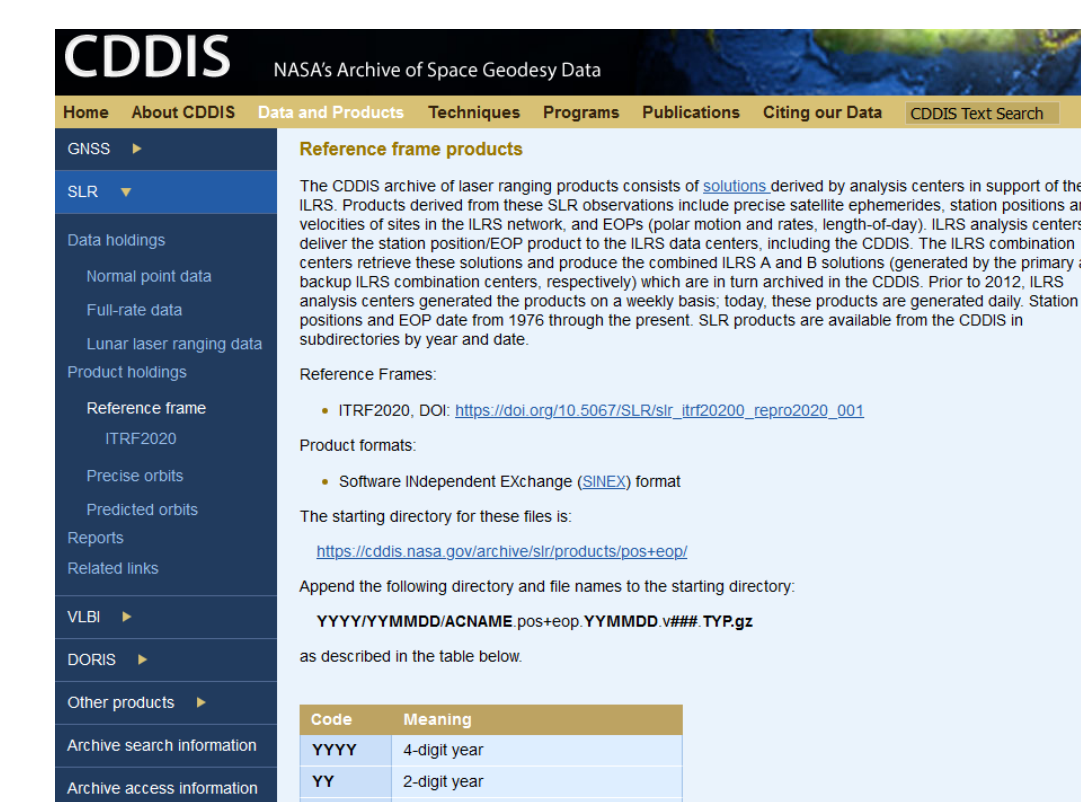 CDDIS
NASA's Archive of Space Geodesy Data
Home About CDDIS Data and Products Techniques Programs Publications Citing our Data CDDIS Text Search
GNSS
SLR
Data holdings
Normal point data
Full-rate data
Lunar laser ranging data
Product holdings
Reference frame
ITRF2020
Precise orbits
Predicted orbits
Reports
Related links
VLBI
DORIS
Other products
Archive search information
Archive access information
Reference frame products
The CDDIS archive of laser ranging products consists of solutions derived by analysis centers in support of the
ILRS. Products derived from these SLR observations include precise satellite ephemerides, station positions
velocities of sites in the ILRS network, and EOPs (polar motion and rates, length-of-day). ILRS analysis centers
deliver the station position/EOP product to the ILRS data centers, including the CDDIS. The ILRS combination
centers retrieve these solutions and produce the combined ILRS A and B solutions (generated by the primary
backup ILRS combination centers, respectively) which are in turn archived in the CDDIS. Prior to 2012, ILRS
analysis centers generated the products on a weekly basis; today, these products are generated daily. Station
positions and EOP date from 1976 through the present. SLR products are available from the CDDIS in
subdirectories by year and date.
Reference Frames:
• ITRF2020, DOI: https://doi.org/10.5067/SLR/slr_itrf20200_repro2020_001
Product formats:
• Software INdependent EXchange (SINEX) format
The starting directory for these files is:
https://cddis.nasa.gov/archive/slr/products/pos+eop/
Append the following directory and file names to the starting directory:
YYYY/YYMMDD/ACNAME.pos+eop.YYMMDD.v###.TYP.gz
as described in the table below.
Code Meaning
YYYY 4-digit year
YY 2-digit year